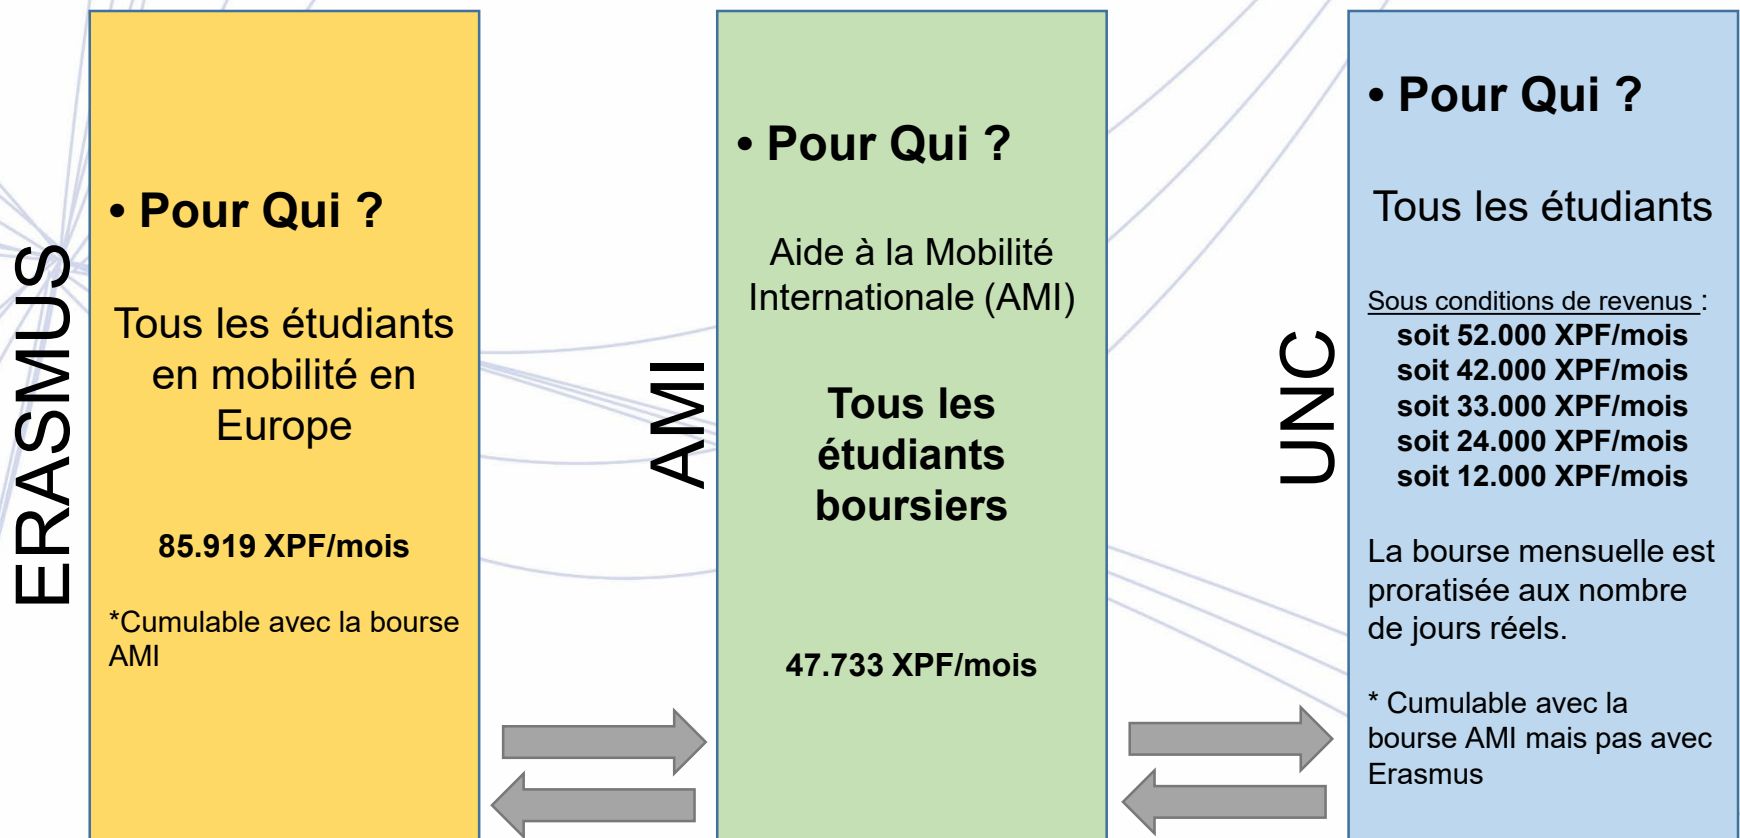 ERASMUS
• Pour Qui ?
Tous les étudiants
en mobilité en
Europe
85.919 XPF/mois
*Cumulable avec la bourse
AMI
AMI
• Pour Qui ?
Aide à la Mobilité
Internationale (AMI)
Tous les
étudiants
boursiers
47.733 XPF/mois
UNC
• Pour Qui ?
Tous les étudiants
Sous conditions de revenus :
soit 52.000 XPF/mois
soit 42.000 XPF/mois
soit 33.000 XPF/mois
soit 24.000 XPF/mois
soit 12.000 XPF/mois
La bourse mensuelle est
proratisée aux nombre
de jours réels.
* Cumulable avec la
bourse AMI mais pas avec
Erasmus